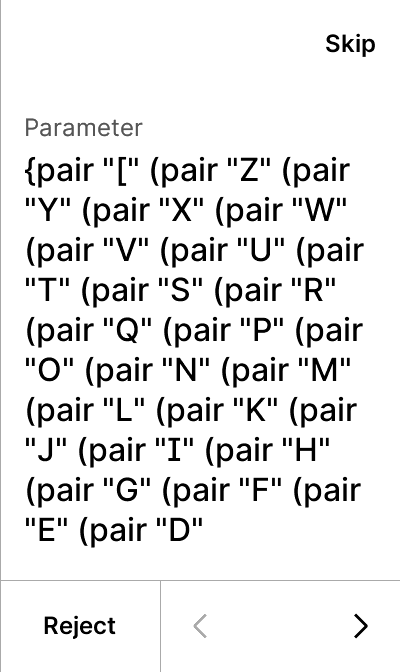 Skip
Parameter
{pair "[" (pair "Z" (pair
"Y" (pair "X" (pair "W"
(pair "V" (pair "U" (pair
"T" (pair "S" (pair "R"
(pair "Q" (pair "P" (pair
"O" (pair "N" (pair "M"
(pair "L" (pair "K" (pair
"J" (pair "I" (pair "H"
(pair "G" (pair "F" (pair
"E" (pair "D"
Reject